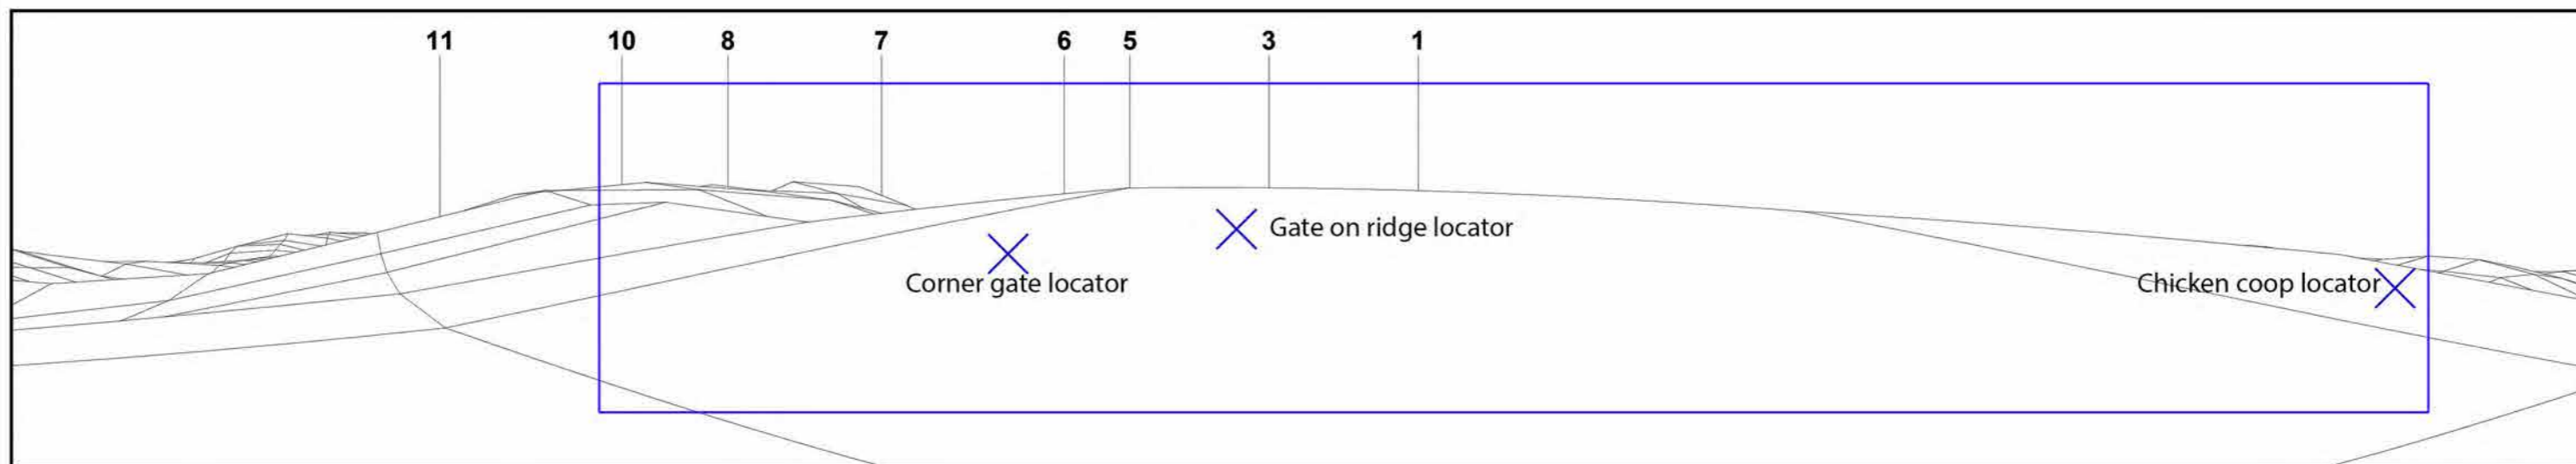 11 10 8 7 6 5 3 1
Gate on ridge locator
Corner gate locator
Chicken coop locator